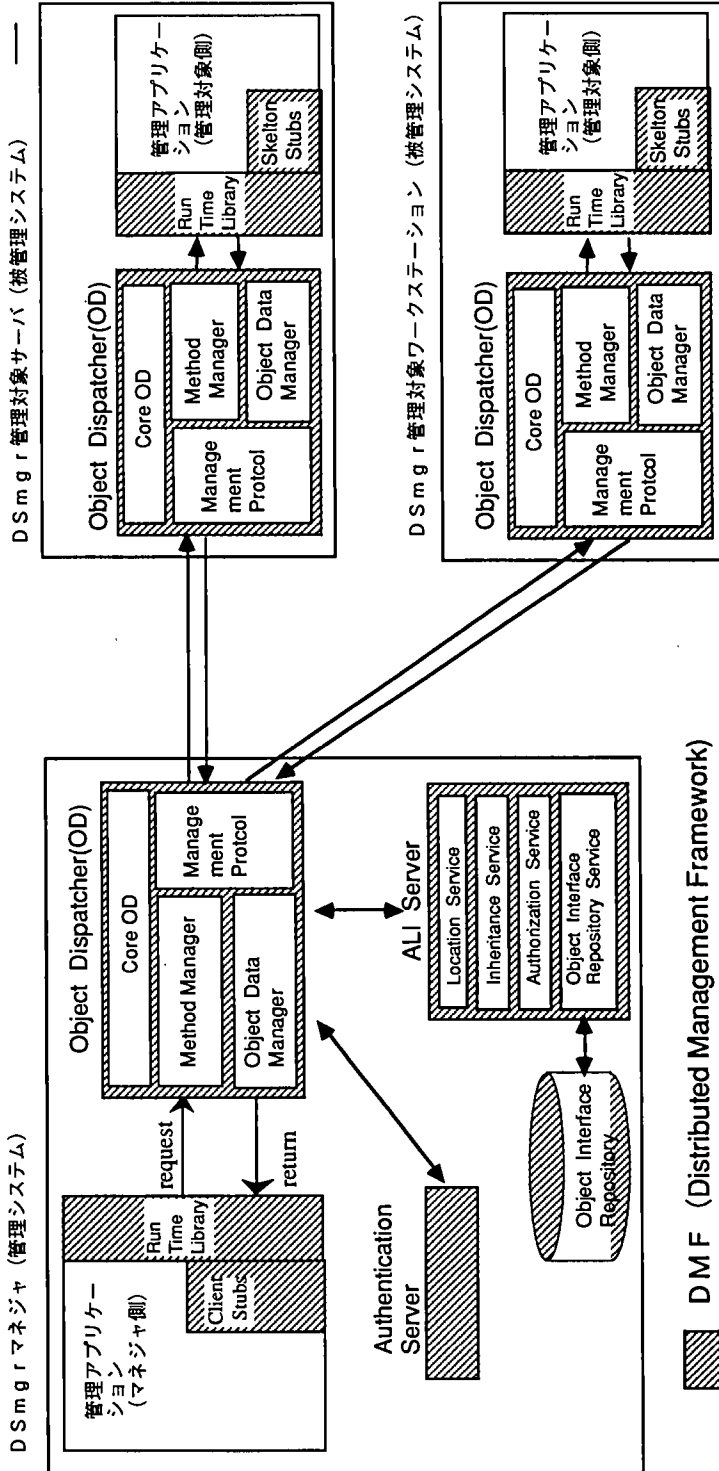 DSmgrマネジャ (管理システム)
管理アプリケー
ション
(マネジャ側)
Client
Stubs
Run
Time
Library
request
return
Object Dispatcher(OD)
Core OD
Method Manager
Object Data
Manager
Manage
ment
Protcol
Authentication
Server
ALI Server
Location Service
Inheritance Service
Authorization Service
Object Interface
Repository Service
Object Interface
Repository
DMF (Distributed Management Framework)
DSmgr管理対象サーバ (被管理システム)
Object Dispatcher(OD)
Core OD
Manage
ment
Protcol
Method
Manager
Object Data
Manager
Run
Time
Library
管理アプリケー
ション
(管理対象側)
Skelton
Stubs
DSmgr管理対象ワークステーション (被管理システム)
Object Dispatcher(OD)
Core OD
Manage
ment
Protcol
Method
Manager
Object Data
Manager
Run
Time
Library
管理アプリケー
ション
(管理対象側)
Skelton
Stubs